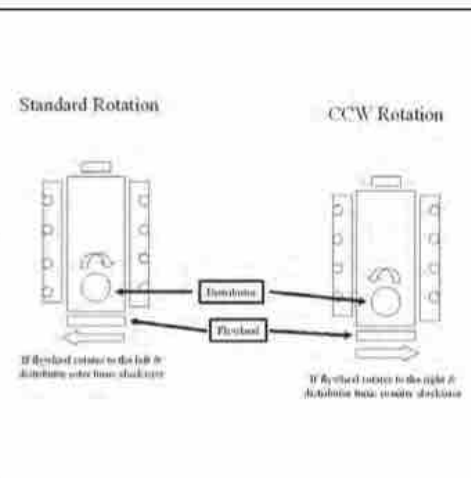 Standard Rotation
CCW Rotation
Distributor
Flywheel
If flywheel rotates to the left &
distributor rotor turns clockwise
If flywheel rotates to the right &
distributor turns counter clockwise